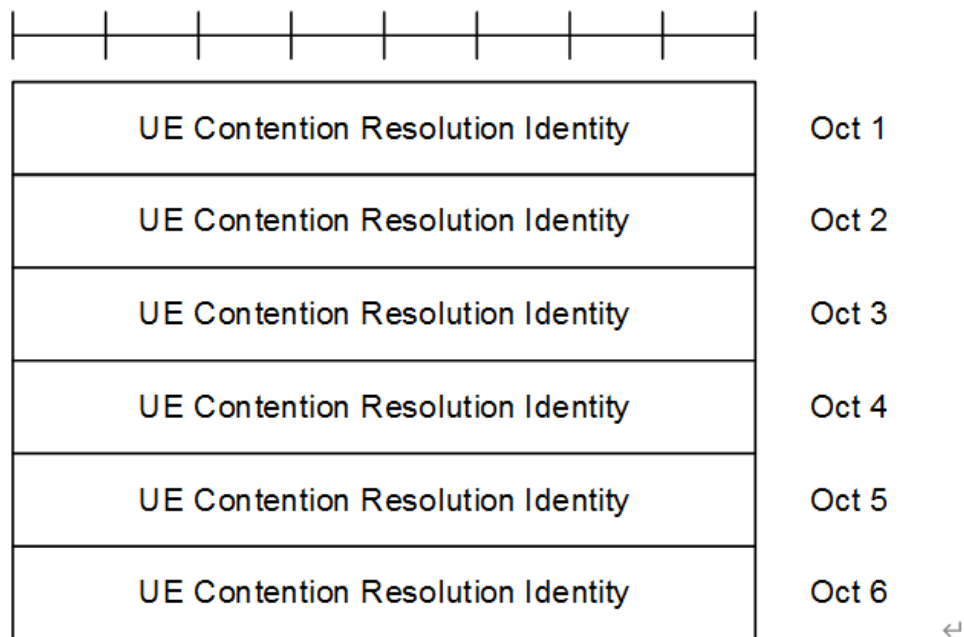 UE Contention Resolution Identity Oct 1
UE Contention Resolution Identity Oct 2
UE Contention Resolution Identity Oct 3
UE Contention Resolution Identity Oct 4
UE Contention Resolution Identity Oct 5
UE Contention Resolution Identity Oct 6